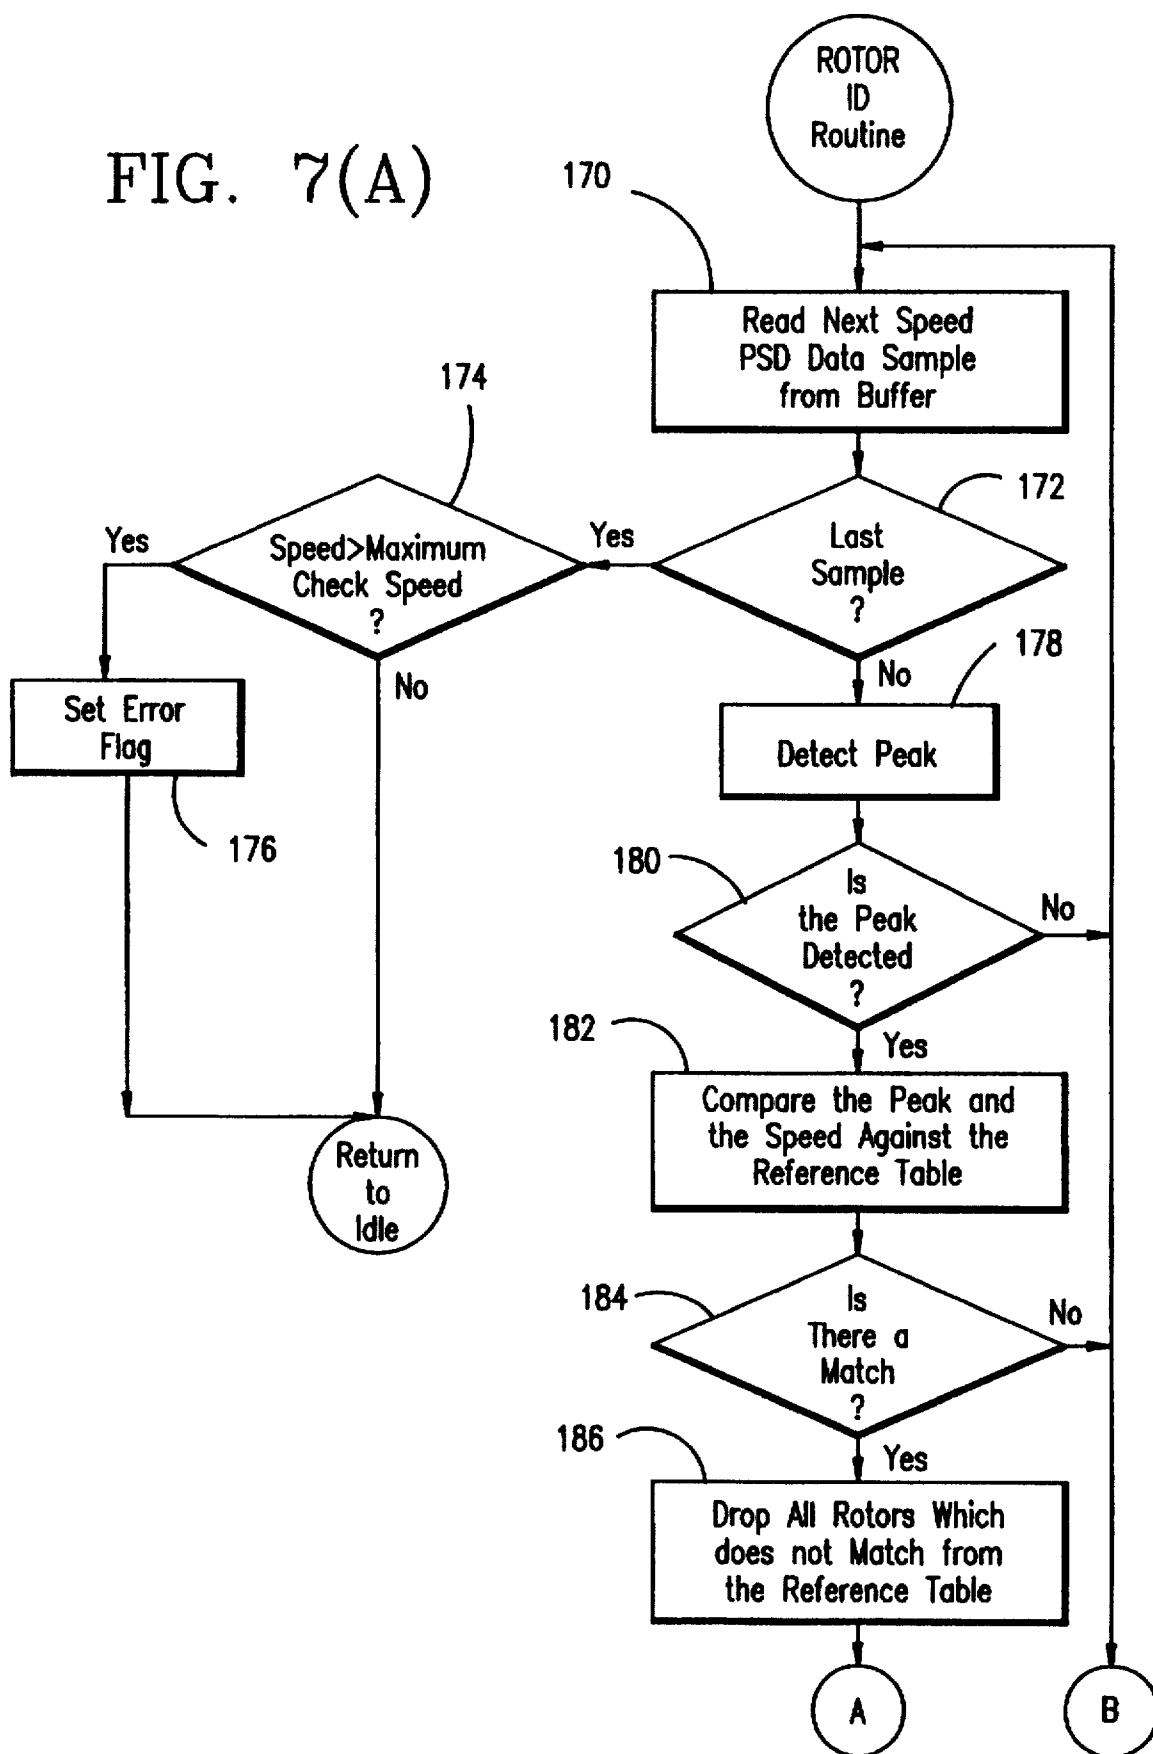 FIG. 7(A)
ROTOR
ID
Routine
170
Read Next Speed
PSD Data Sample
from Buffer
172
Last
Sample
?
Yes
No
174
Speed>Maximum
Check Speed
?
Yes
No
Set Error
Flag
176
Return
to
Idle
178
Detect Peak
180
Is
the Peak
Detected
?
No
Yes
182
Compare the Peak and
the Speed Against the
Reference Table
184
Is
There a
Match
?
No
Yes
186
Drop All Rotors Which
does not Match from
the Reference Table
A
B